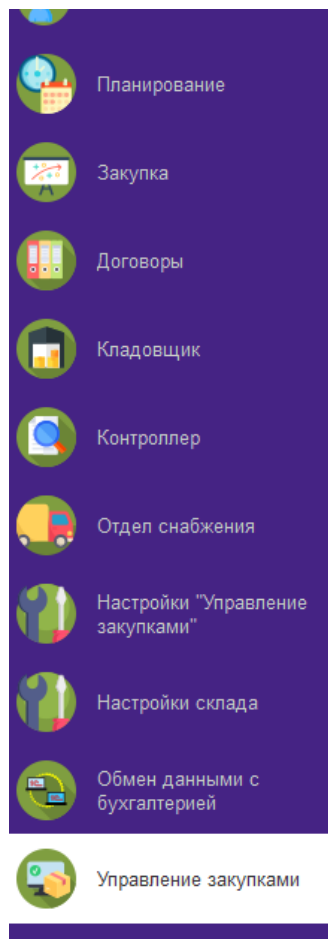 Планирование
Закупка
Договоры
Кладовщик
Контроллер
Отдел снабжения
Настройки "Управление
закупками"
Настройки склада
Обмен данными с
бухгалтерией
Управление закупками